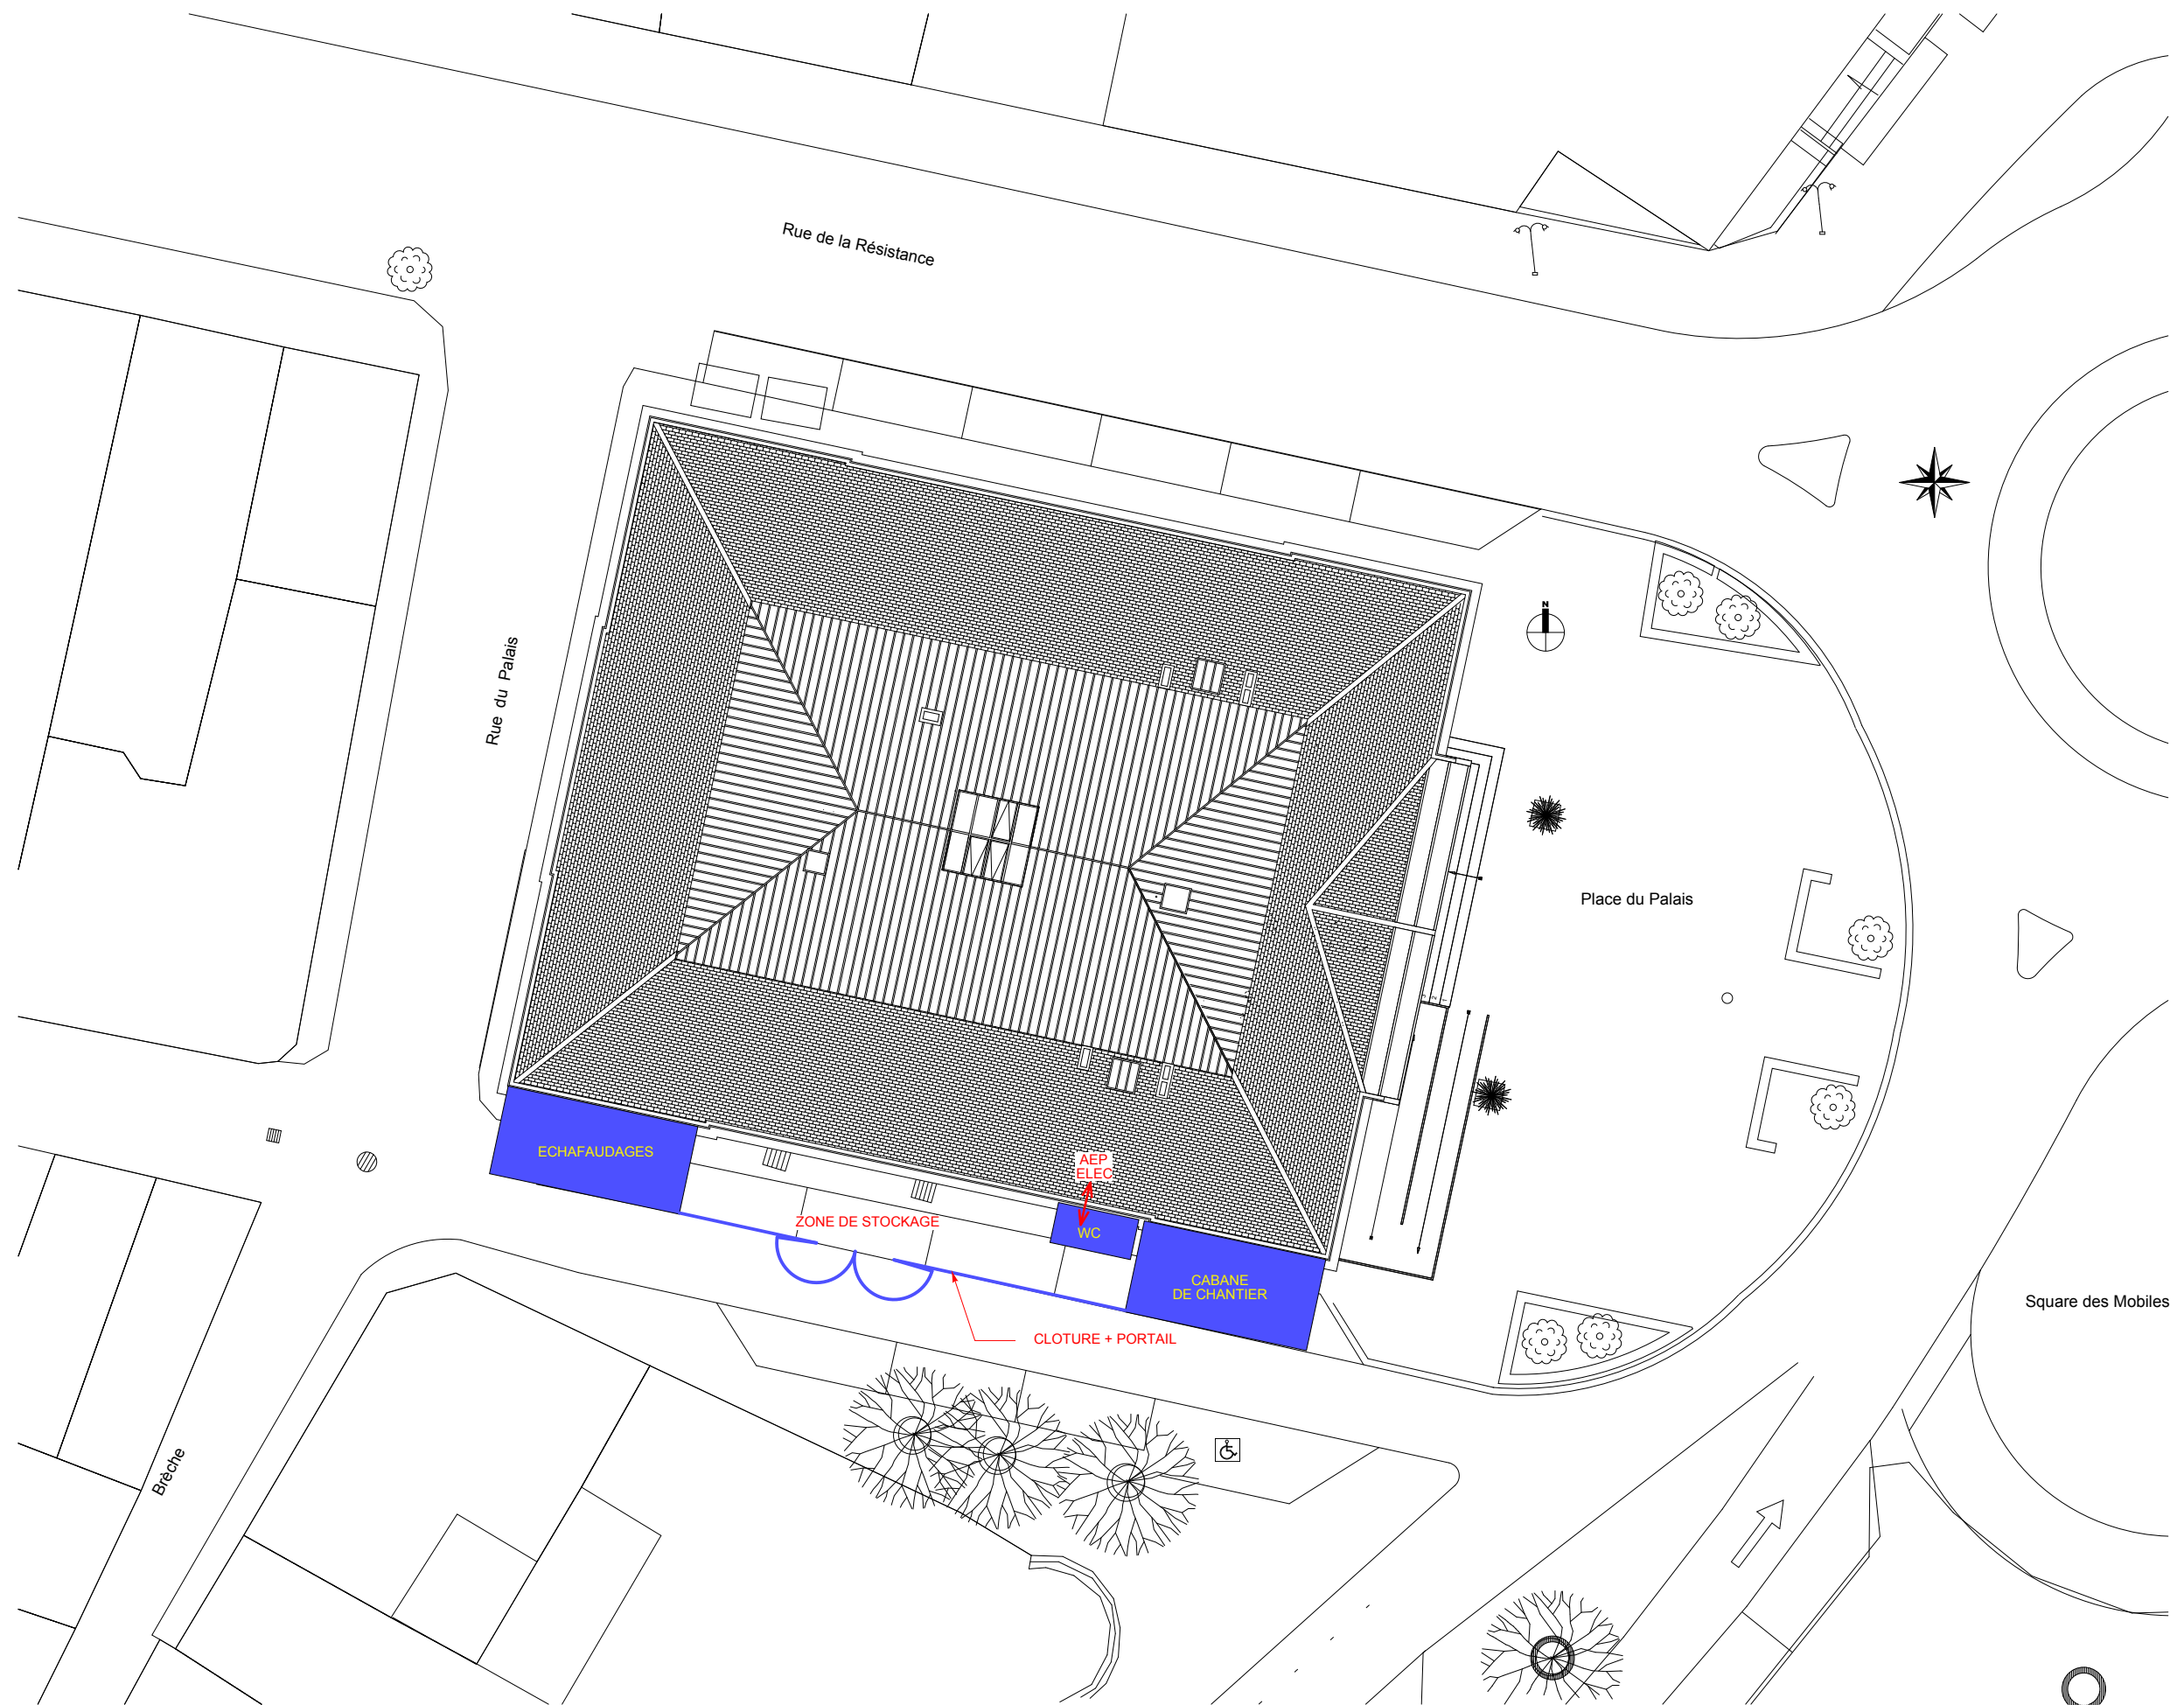 Rue de la Résistance
N
Rue du Palais
Place du Palais
ECHAFAUDAGES
AEP
ELEC
ZONE DE STOCKAGE
WC
CABANE
DE CHANTIER
CLOTURE + PORTAIL
Square des Mobiles
Brèche